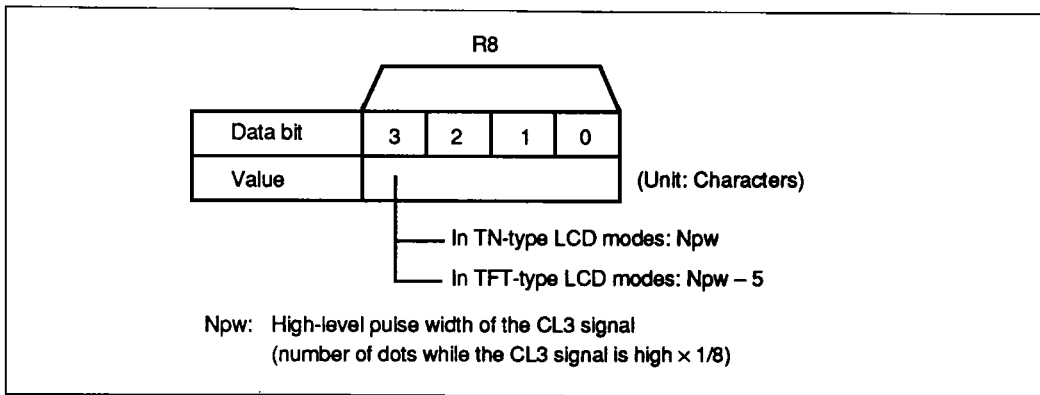 R8
Data bit 3 2 1 0
Value (Unit: Characters)
In TN-type LCD modes: Npw
In TFT-type LCD modes: Npw – 5
Npw: High-level pulse width of the CL3 signal
(number of dots while the CL3 signal is high × 1/8)